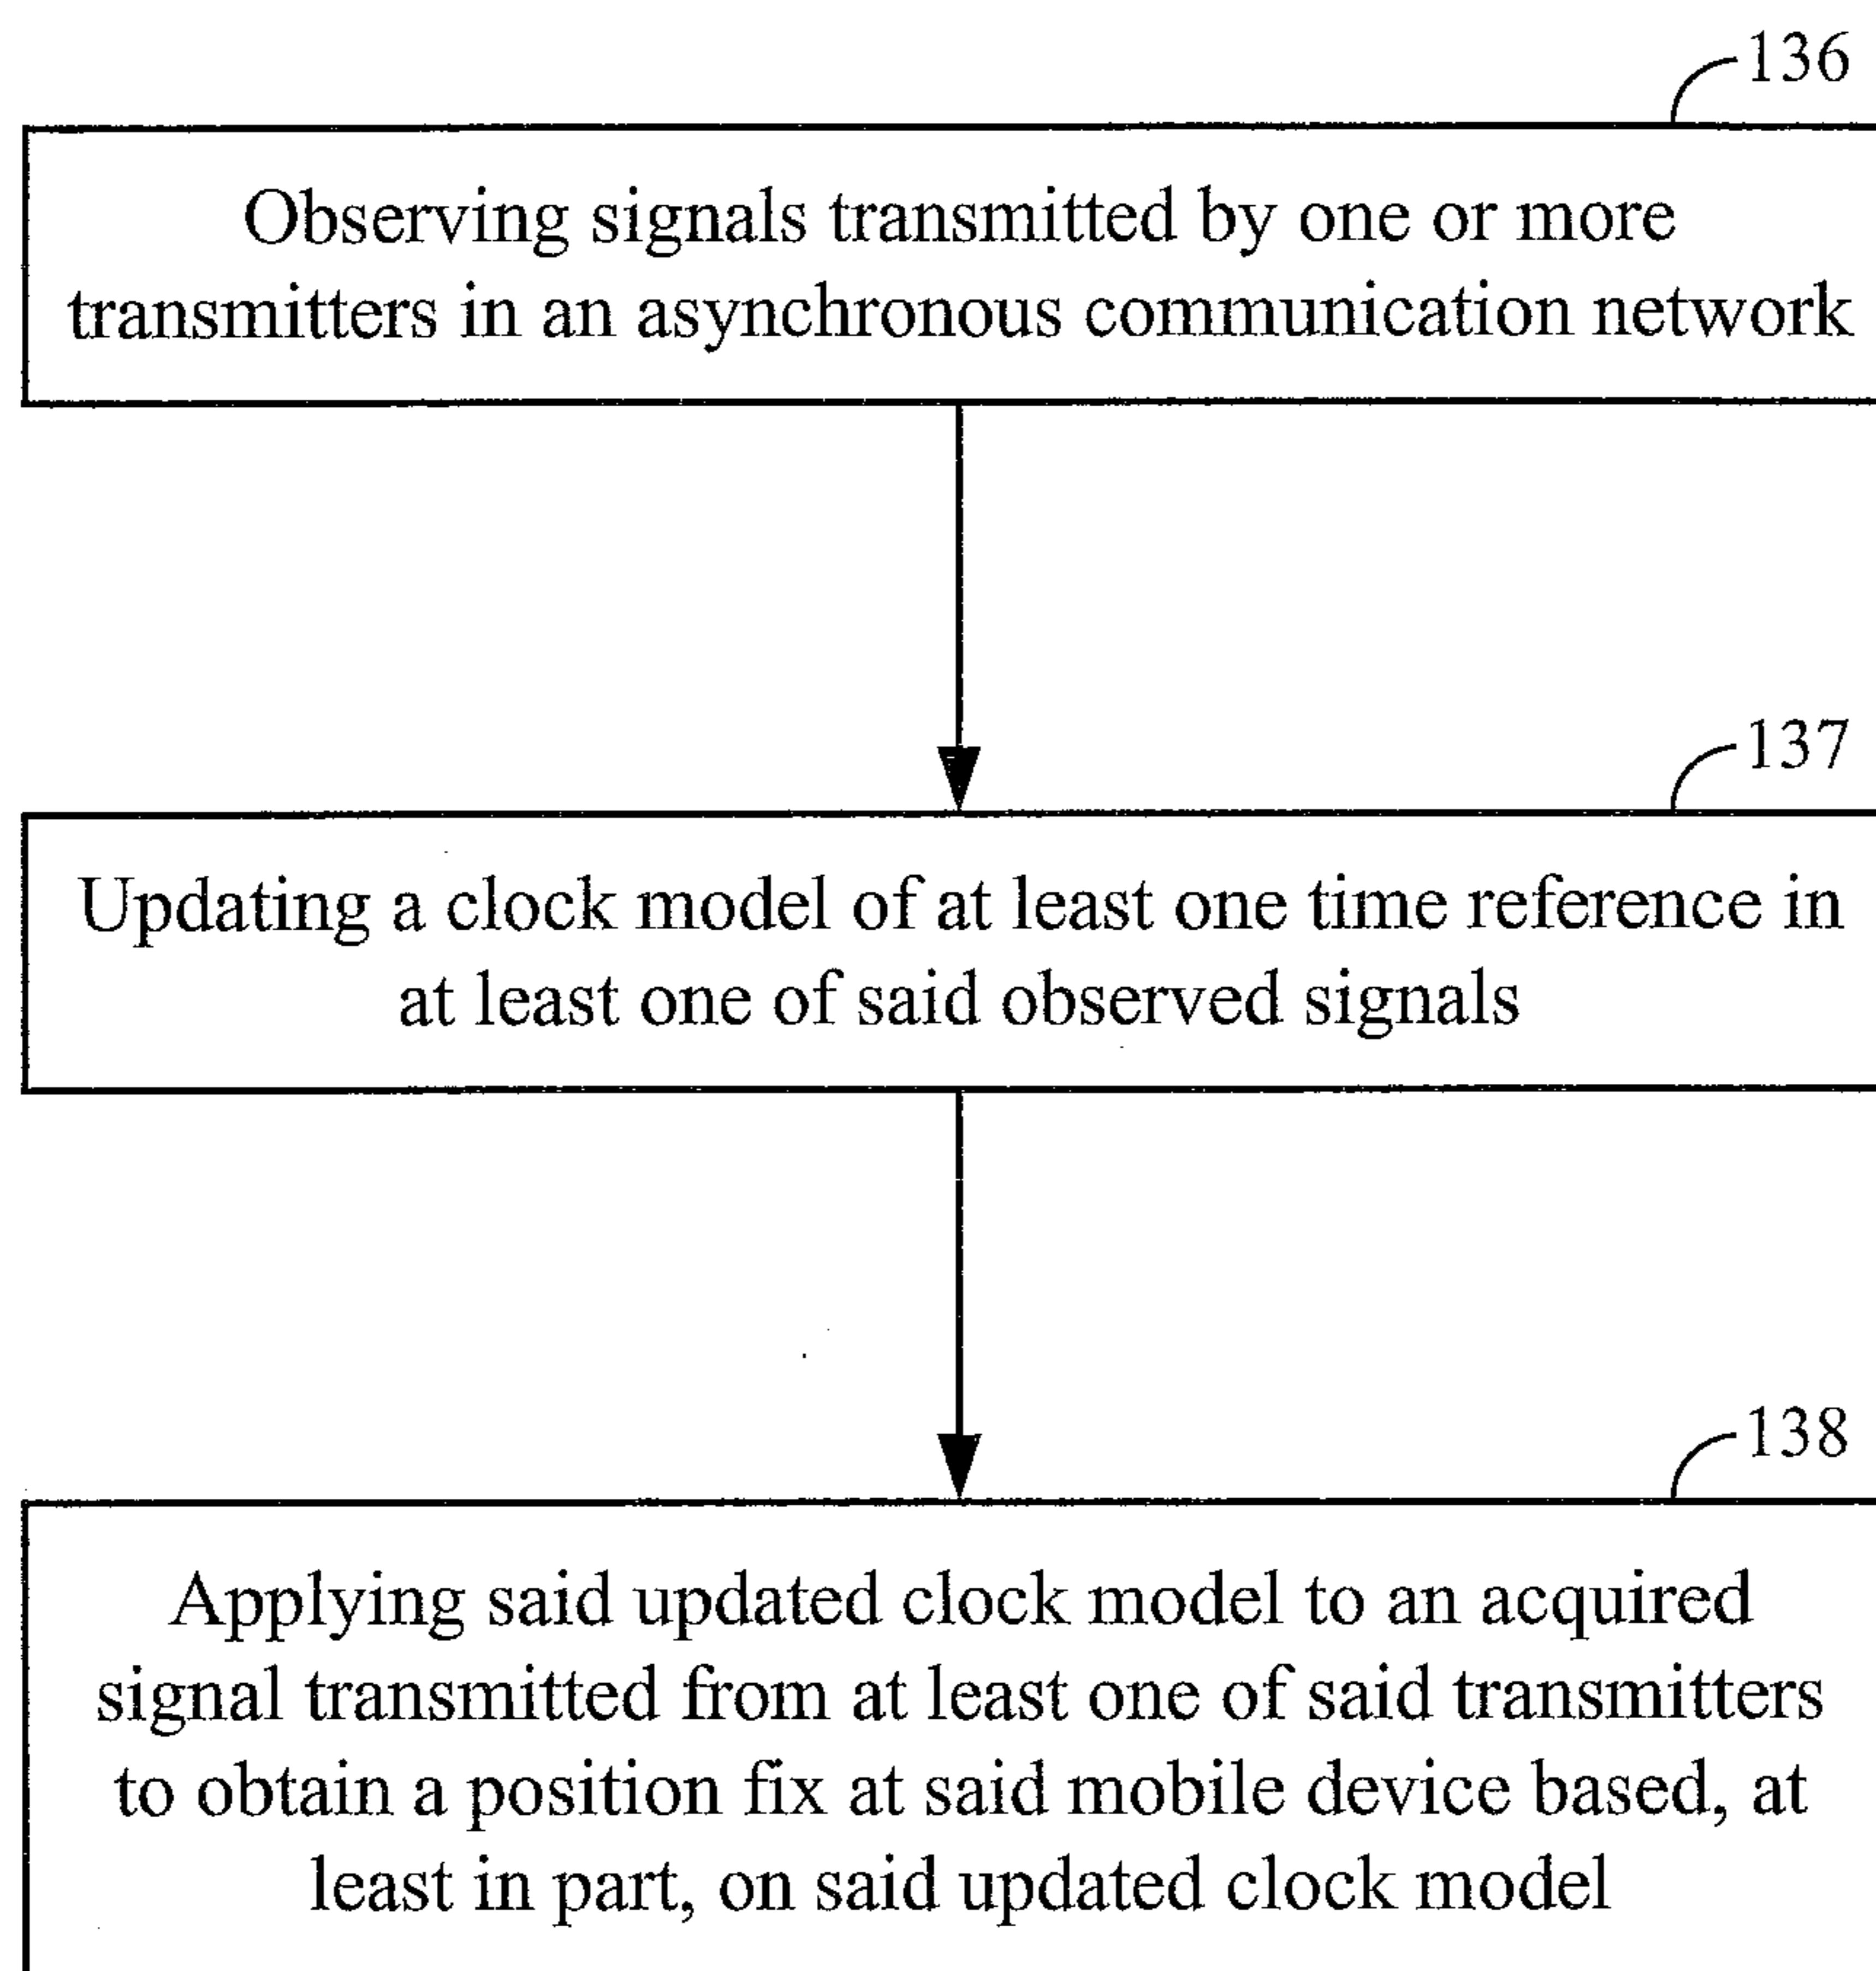 136
Observing signals transmitted by one or more
transmitters in an asynchronous communication network
137
Updating a clock model of at least one time reference in
at least one of said observed signals
138
Applying said updated clock model to an acquired
signal transmitted from at least one of said transmitters
to obtain a position fix at said mobile device based, at
least in part, on said updated clock model